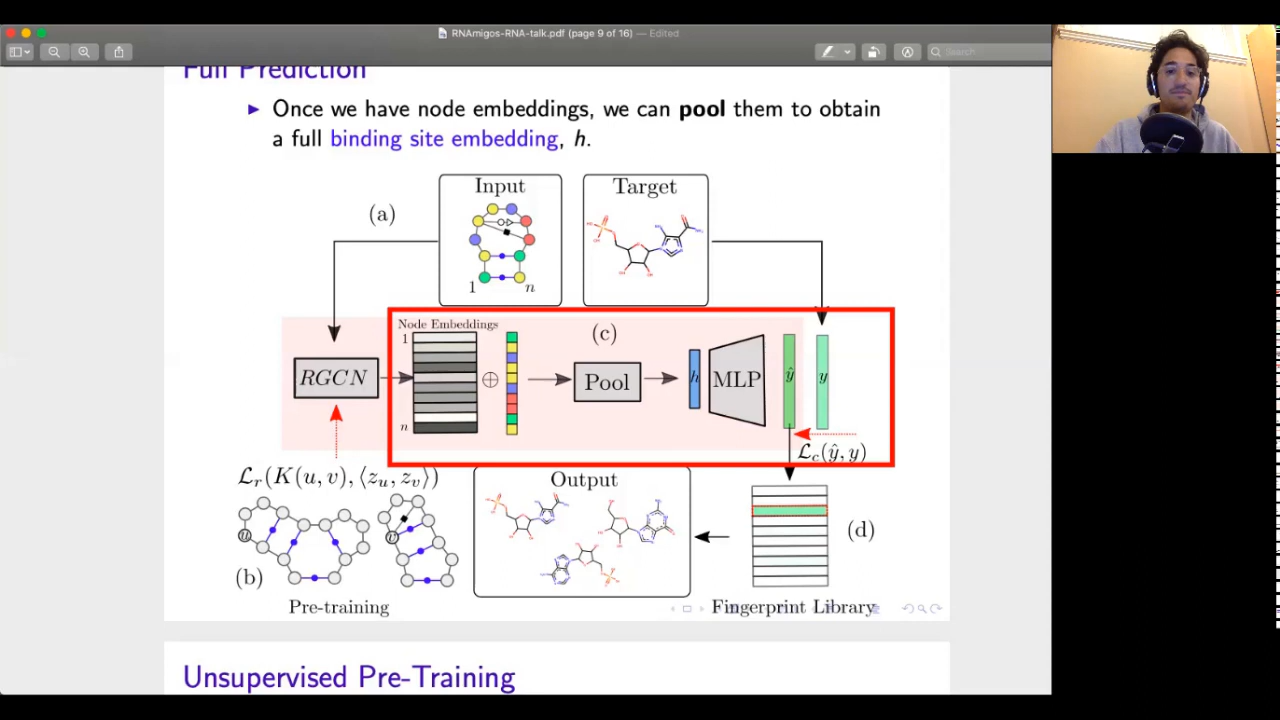 RNAmigos-RNA-talk.pdf (page 9 of 16) — Edited
Search
Full Prediction
Once we have node embeddings, we can pool them to obtain
a full binding site embedding, h.
Input
Target
(a)
1
n
Node Embeddings
(c)
1
RGCN
⊕
Pool
h
MLP
ŷ
y
n
ℒc(ŷ, y)
ℒr(K(u, v), ⟨zu, zv⟩)
Output
u
v
(d)
(b)
Pre-training
Fingerprint Library
Unsupervised Pre-Training